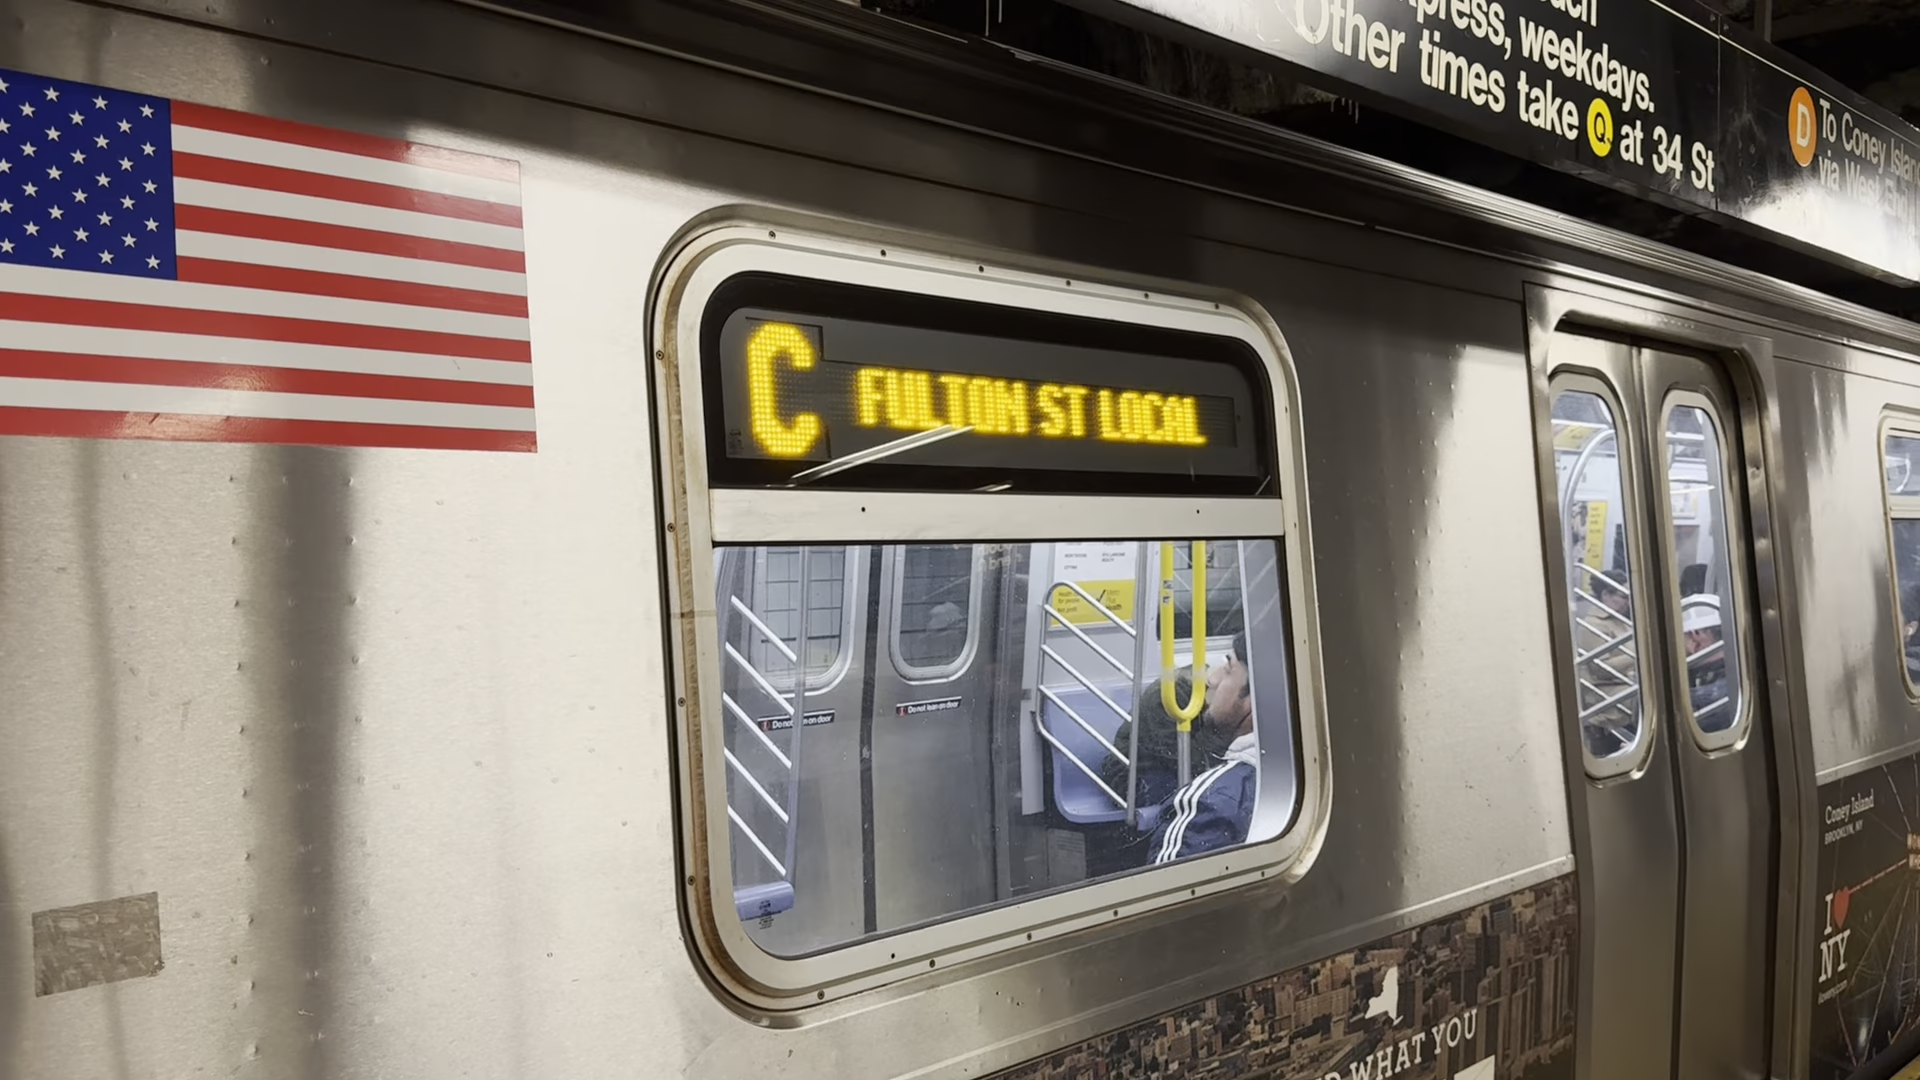 press, weekdays.
Other times take Q at 34 St
D To Coney Island
via West End
C FULTON ST LOCAL
Do not lean on door
Do not lean on door
Coney Island
BROOKLYN, NY
I NY
WHAT YOU